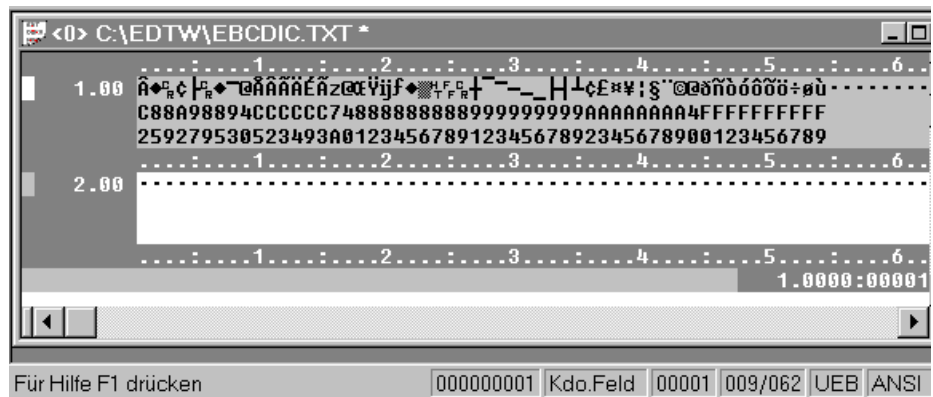 <0> C:\EDTW\EBCDIC.TXT *
....:....1....:....2....:....3....:....4....:....5....:....6..
1.00
C88A98894CCCCCC74888888888999999999AAAAAAAA4FFFFFFFFFF
259279530523493A01234567891234567892345678900123456789
....:....1....:....2....:....3....:....4....:....5....:....6..
2.00 ······························································
....:....1....:....2....:....3....:....4....:....5....:....6..
1.0000:00001
Für Hilfe F1 drücken 000000001 Kdo.Feld 00001 009/062 UEB ANSI